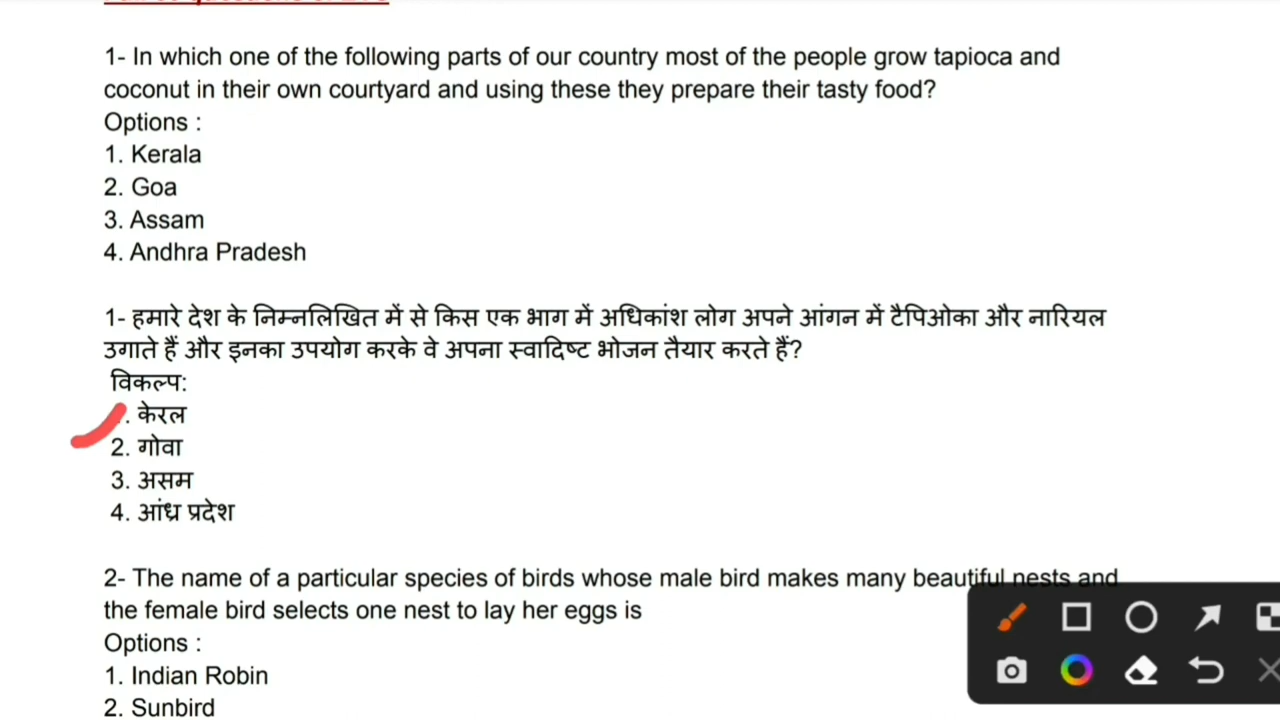 1- In which one of the following parts of our country most of the people grow tapioca and
coconut in their own courtyard and using these they prepare their tasty food?
Options :
1. Kerala
2. Goa
3. Assam
4. Andhra Pradesh
1- हमारे देश के निम्नलिखित में से किस एक भाग में अधिकांश लोग अपने आंगन में टैपिओका और नारियल
उगाते हैं और इनका उपयोग करके वे अपना स्वादिष्ट भोजन तैयार करते हैं?
विकल्प:
. केरल
2. गोवा
3. असम
4. आंध्र प्रदेश
2- The name of a particular species of birds whose male bird makes many beautiful nests and
the female bird selects one nest to lay her eggs is
Options :
1. Indian Robin
2. Sunbird